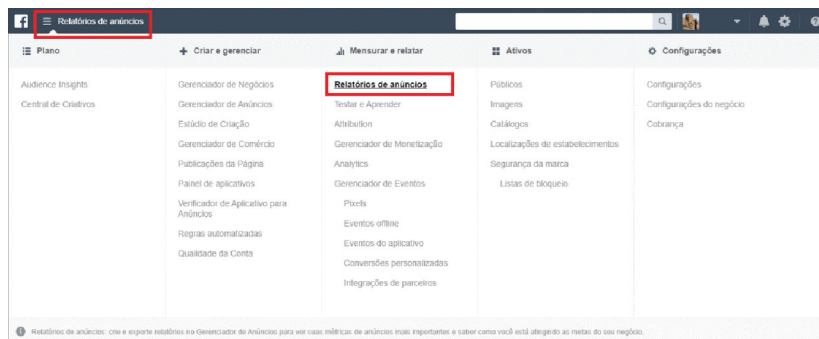 Relatórios de anúncios
Plano
Criar e gerenciar
Mensurar e relatar
Ativos
Configurações
Audience Insights
Central de Criativos
Gerenciador de Negócios
Gerenciador de Anúncios
Estúdio de Criação
Gerenciador de Comércio
Publicações da Página
Painel de aplicativos
Verificador de Aplicativo para
Anúncios
Regras automatizadas
Qualidade da Conta
Relatórios de anúncios
Testar e Aprender
Attribution
Gerenciador de Monetização
Analytics
Gerenciador de Eventos
Pixels
Eventos offline
Eventos do aplicativo
Conversões personalizadas
Integrações de parceiros
Públicos
Imagens
Catálogos
Localizações de estabelecimentos
Segurança da marca
Listas de bloqueio
Configurações
Configurações do negócio
Cobrança
Relatórios de anúncios: crie e exporte relatórios no Gerenciador de Anúncios para ver suas métricas de anúncios mais importantes e saber como você está atingindo as metas do seu negócio.